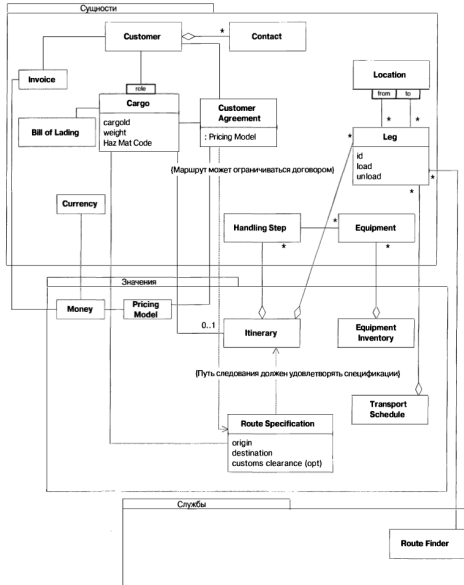 Сущности
Customer
*
Contact
Invoice
Location
role
from
to
Cargo
cargoId
weight
Haz Mat Code
Bill of Lading
Customer
Agreement
: Pricing Model
*
*
*
Leg
id
load
unload
*
*
{Маршрут может ограничиваться договором}
Currency
Handling Step
*
Equipment
*
*
Значения
Money
Pricing
Model
0..1
Itinerary
Equipment
Inventory
{Путь следования должен удовлетворять спецификации}
Transport
Schedule
Route Specification
origin
destination
customs clearance (opt)
Службы
Route Finder